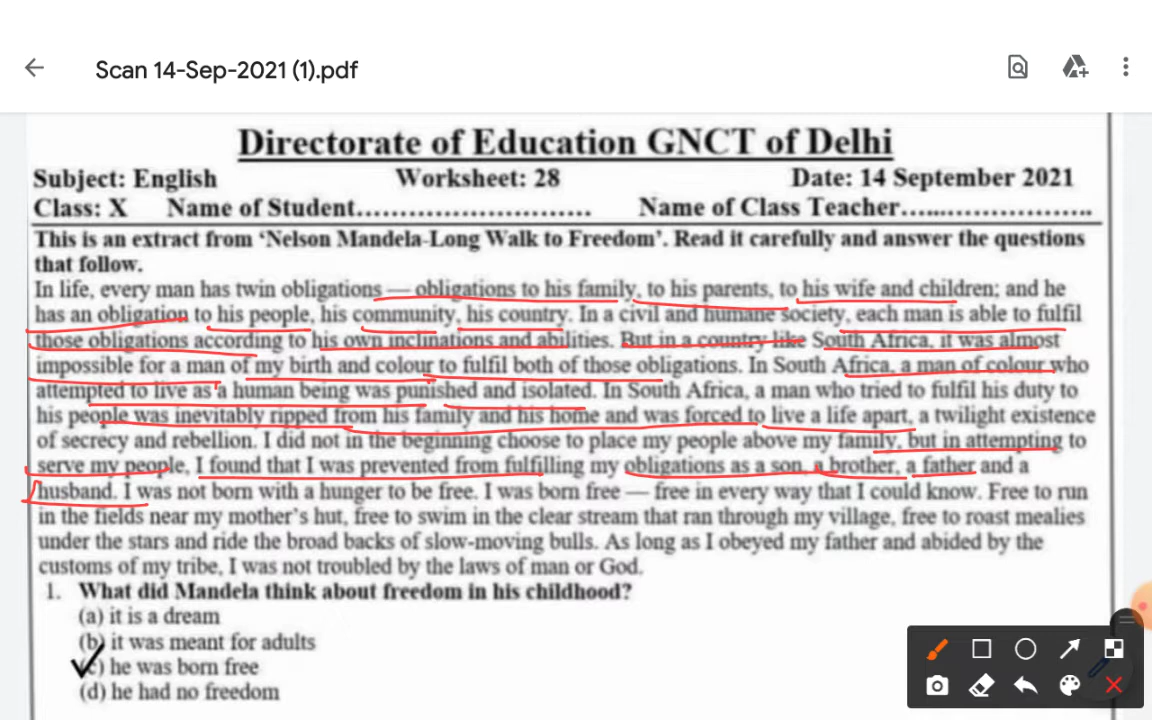 Scan 14-Sep-2021 (1).pdf
Directorate of Education GNCT of Delhi
Subject: English Worksheet: 28 Date: 14 September 2021
Class: X Name of Student............................. Name of Class Teacher........................
This is an extract from ‘Nelson Mandela-Long Walk to Freedom’. Read it carefully and answer the questions
that follow.
In life, every man has twin obligations — obligations to his family, to his parents, to his wife and children; and he
has an obligation to his people, his community, his country. In a civil and humane society, each man is able to fulfil
those obligations according to his own inclinations and abilities. But in a country like South Africa, it was almost
impossible for a man of my birth and colour to fulfil both of those obligations. In South Africa, a man of colour who
attempted to live as a human being was punished and isolated. In South Africa, a man who tried to fulfil his duty to
his people was inevitably ripped from his family and his home and was forced to live a life apart, a twilight existence
of secrecy and rebellion. I did not in the beginning choose to place my people above my family, but in attempting to
serve my people, I found that I was prevented from fulfilling my obligations as a son, a brother, a father and a
husband. I was not born with a hunger to be free. I was born free — free in every way that I could know. Free to run
in the fields near my mother’s hut, free to swim in the clear stream that ran through my village, free to roast mealies
under the stars and ride the broad backs of slow-moving bulls. As long as I obeyed my father and abided by the
customs of my tribe, I was not troubled by the laws of man or God.
1. What did Mandela think about freedom in his childhood?
(a) it is a dream
(b) it was meant for adults
(c) he was born free
(d) he had no freedom